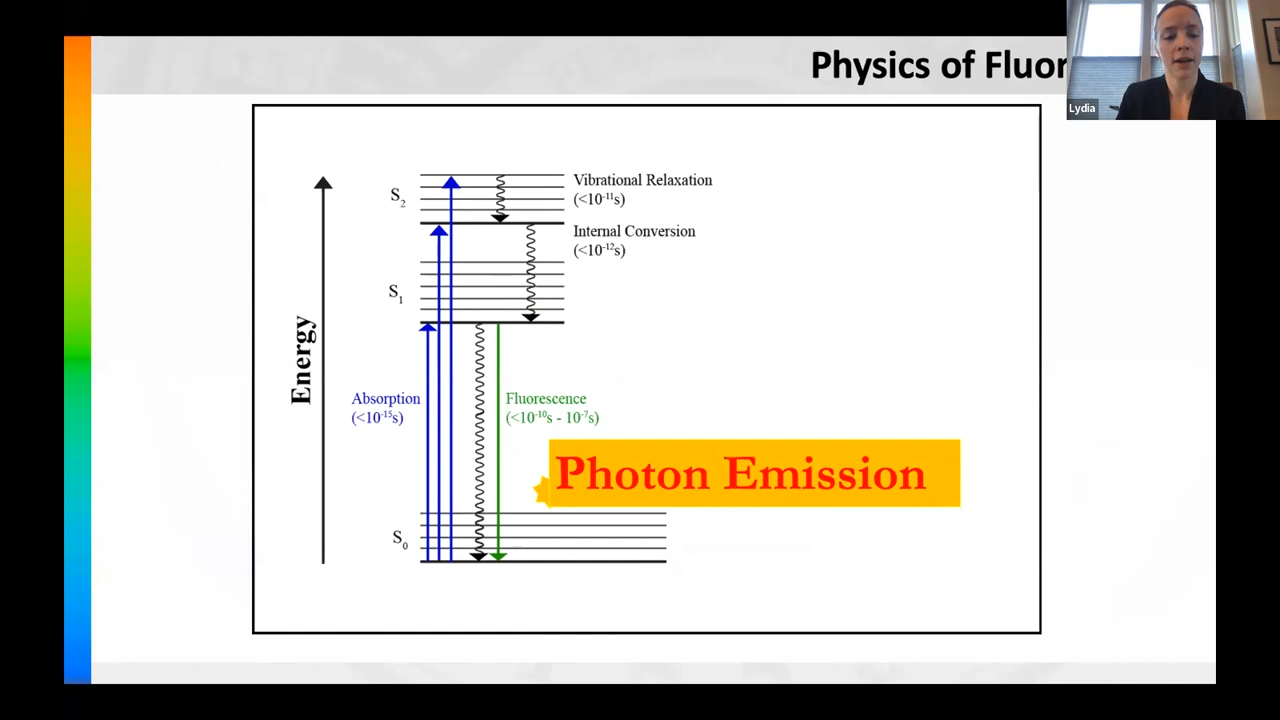 Physics of Fluor
Lydia
S₂
Vibrational Relaxation
(<10⁻¹¹s)
Internal Conversion
(<10⁻¹²s)
S₁
Energy
Absorption
(<10⁻¹⁵s)
Fluorescence
(<10⁻¹⁰s - 10⁻⁷s)
Photon Emission
S₀